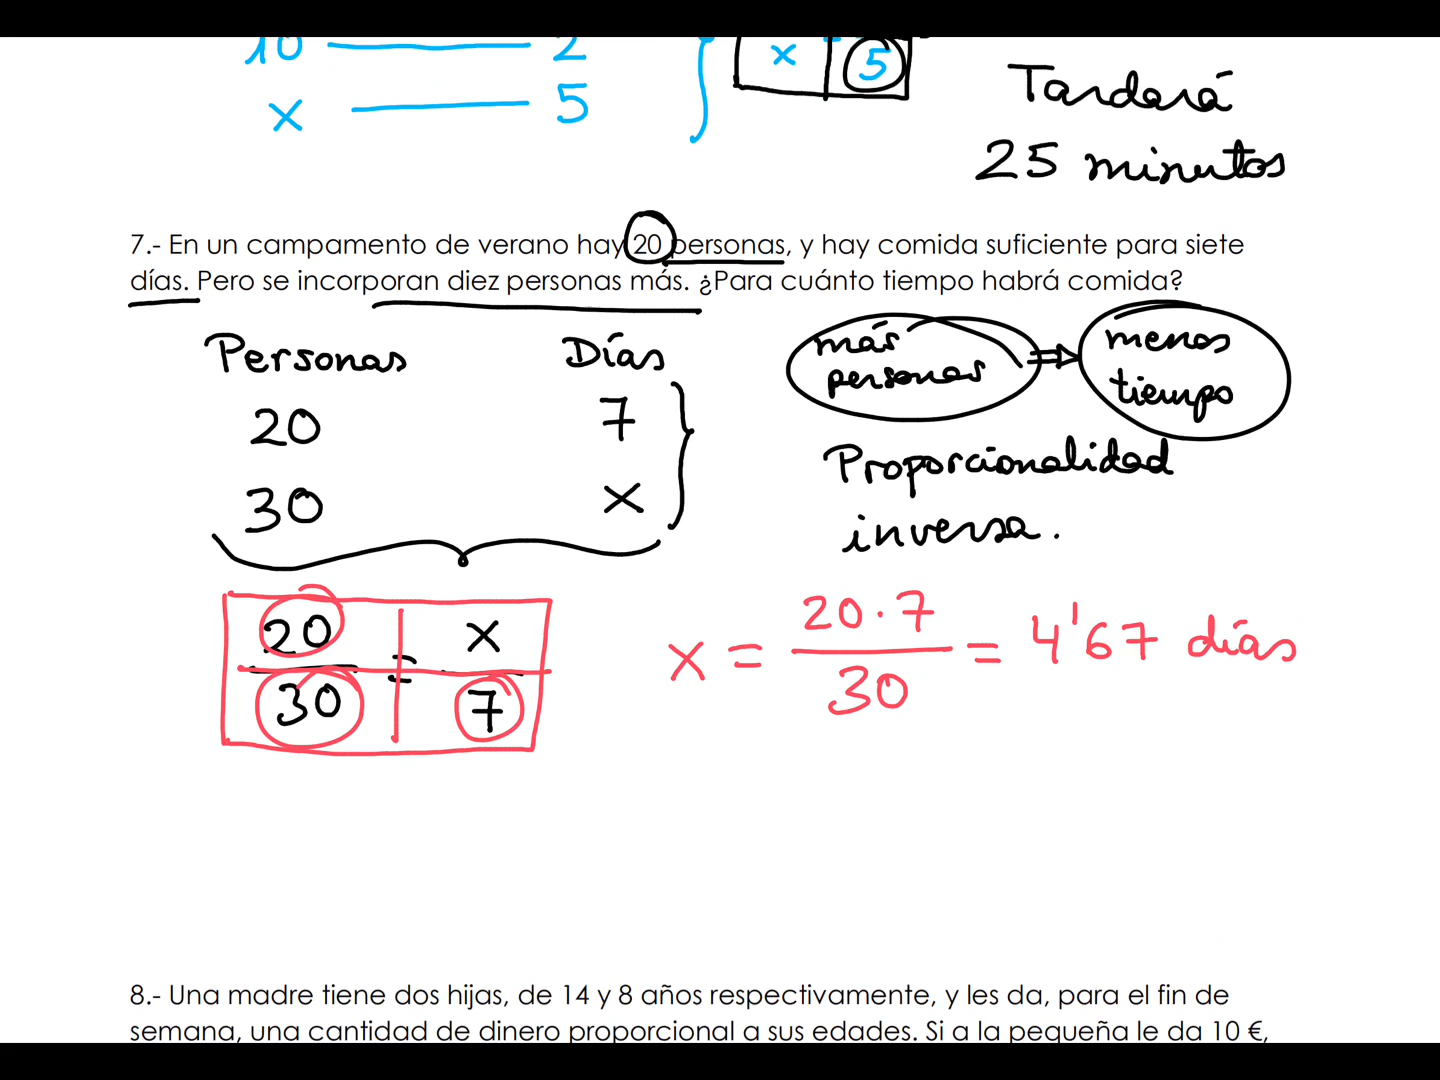 10 2
x 5
x 5
Tardará
25 minutos
7.- En un campamento de verano hay 20 personas, y hay comida suficiente para siete
días. Pero se incorporan diez personas más. ¿Para cuánto tiempo habrá comida?
Personas Días
20 7
30 x
más
personas ⇒ menos
tiempo
Proporcionalidad
inversa.
20/30 = x/7
x = 20·7/30 = 4'67 días
8.- Una madre tiene dos hijas, de 14 y 8 años respectivamente, y les da, para el fin de
semana, una cantidad de dinero proporcional a sus edades. Si a la pequeña le da 10 €,